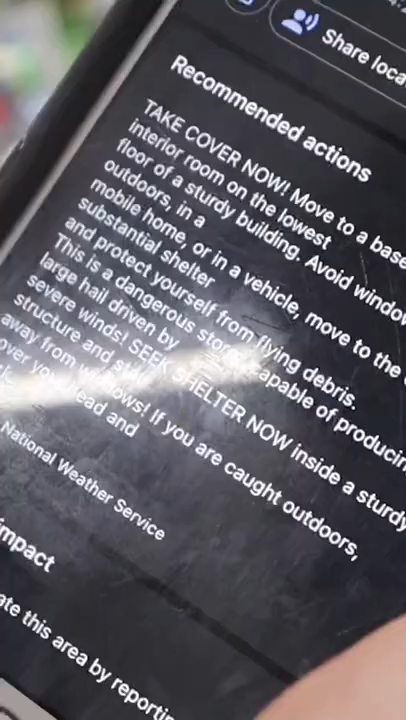 Share loca
Recommended actions
TAKE COVER NOW! Move to a base
interior room on the lowest
floor of a sturdy building. Avoid window
outdoors, in a
mobile home, or in a vehicle, move to the
substantial shelter
and protect yourself from flying debris.
This is a dangerous storm capable of producin
large hail driven by
severe winds! SEEK SHELTER NOW inside a sturdy
structure and
away from windows! If you are caught outdoors,
over your head and
National Weather Service
impact
ate this area by reportin